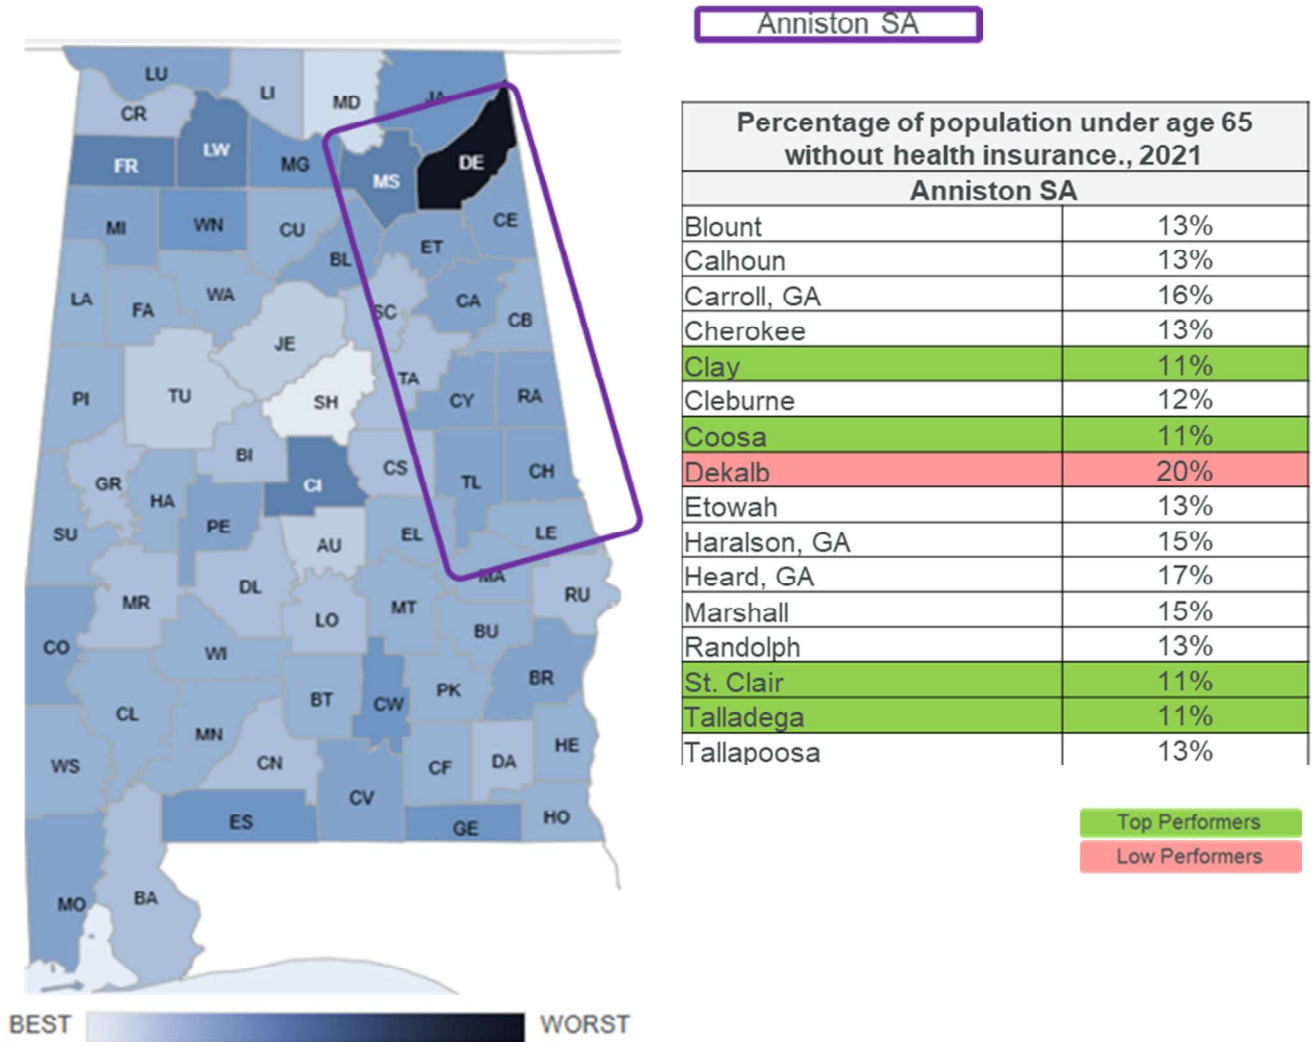 Anniston SA
LU
LI
MD
JA
CR
LW
DE
FR
MG
MS
MI
WN
CU
CE
BL
ET
LA
FA
WA
SC
CA
CB
JE
TA
PI
TU
SH
CY
RA
BI
CS
GR
HA
CI
TL
CH
SU
PE
AU
EL
LE
DL
MA
MR
LO
MT
RU
CO
WI
BU
CL
BT
CW
PK
BR
MN
WS
CN
CF
DA
HE
CV
ES
GE
HO
MO
BA
BEST
WORST
Percentage of population under age 65
without health insurance., 2021
Anniston SA
Blount 13%
Calhoun 13%
Carroll, GA 16%
Cherokee 13%
Clay 11%
Cleburne 12%
Coosa 11%
Dekalb 20%
Etowah 13%
Haralson, GA 15%
Heard, GA 17%
Marshall 15%
Randolph 13%
St. Clair 11%
Talladega 11%
Tallapoosa 13%
Top Performers
Low Performers